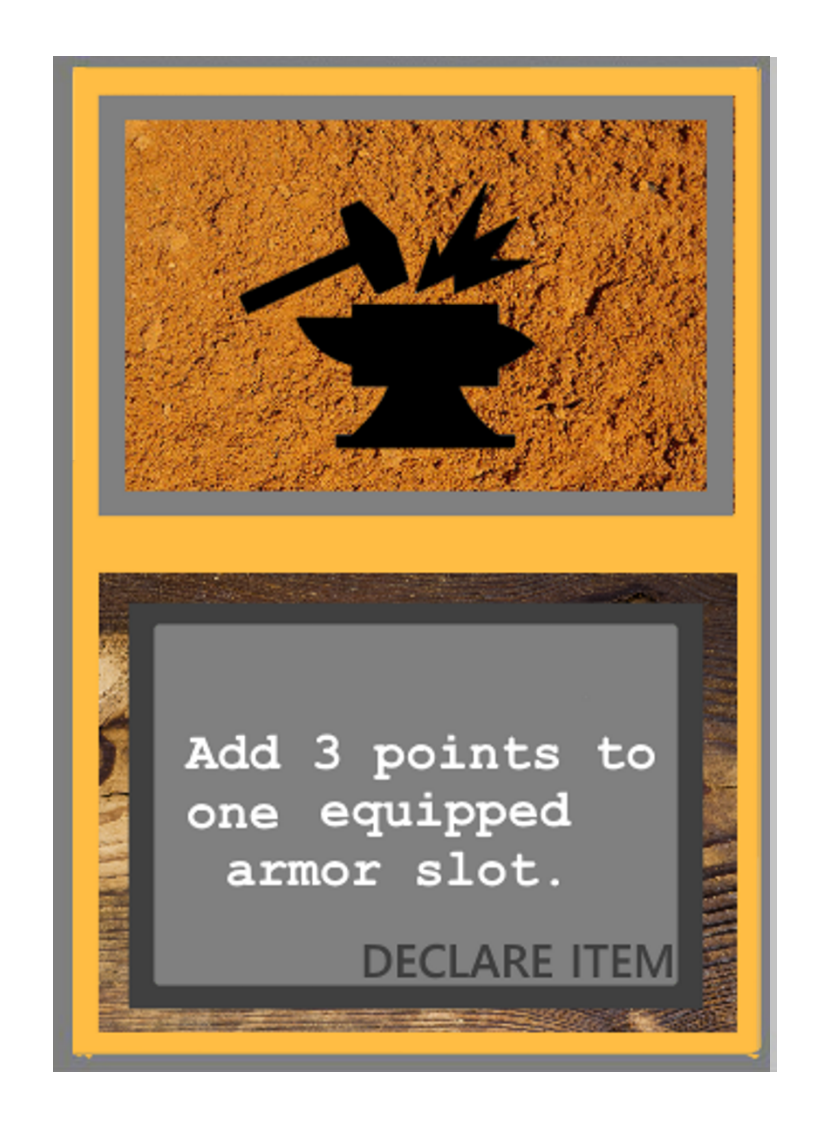 Add 3 points to
one equipped
armor slot.
DECLARE ITEM